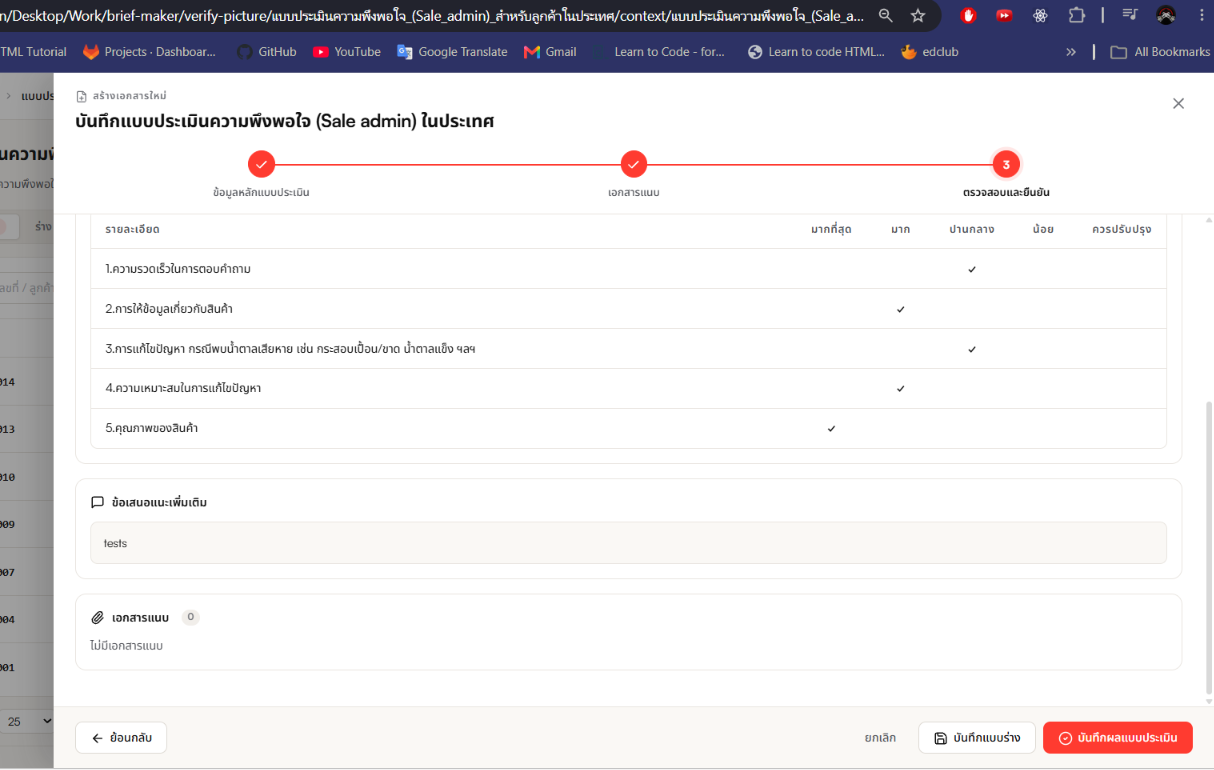 n/Desktop/Work/brief-maker/verify-picture/แบบประเมินความพึงพอใจ_(Sale_admin)_สำหรับลูกค้าในประเทศ/context/แบบประเมินความพึงพอใจ_(Sale_a...
TML Tutorial Projects · Dashboar... GitHub YouTube Google Translate Gmail Learn to Code - for... Learn to code HTML... edclub » All Bookmarks
สร้างเอกสารใหม่
บันทึกแบบประเมินความพึงพอใจ (Sale admin) ในประเทศ
3
ข้อมูลหลักแบบประเมิน เอกสารแนบ ตรวจสอบและยืนยัน
ร่าง
รายละเอียด มากที่สุด มาก ปานกลาง น้อย ควรปรับปรุง
1.ความรวดเร็วในการตอบคำถาม
2.การให้ข้อมูลเกี่ยวกับสินค้า
3.การแก้ไขปัญหา กรณีพบน้ำตาลเสียหาย เช่น กระสอบเปื้อน/ขาด น้ำตาลแข็ง ฯลฯ
4.ความเหมาะสมในการแก้ไขปัญหา
5.คุณภาพของสินค้า
014
013
010
009
007
004
001
25
ข้อเสนอแนะเพิ่มเติม
tests
เอกสารแนบ 0
ไม่มีเอกสารแนบ
ย้อนกลับ ยกเลิก บันทึกแบบร่าง บันทึกผลแบบประเมิน